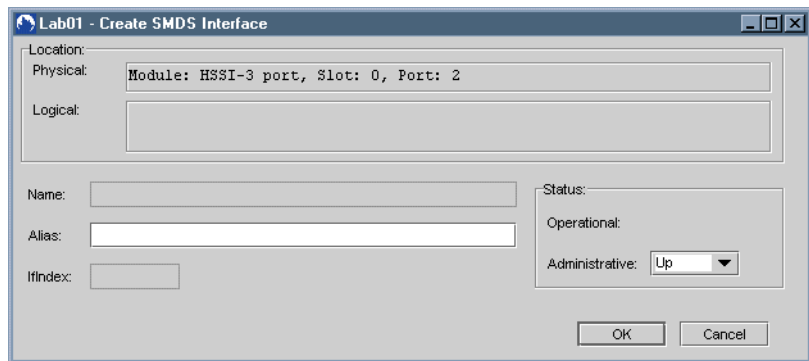 Lab01 - Create SMDS Interface
Location:
Physical:
Module: HSSI-3 port, Slot: 0, Port: 2
Logical:
Name:
Alias:
IfIndex:
Status:
Operational:
Administrative:
Up
OK
Cancel